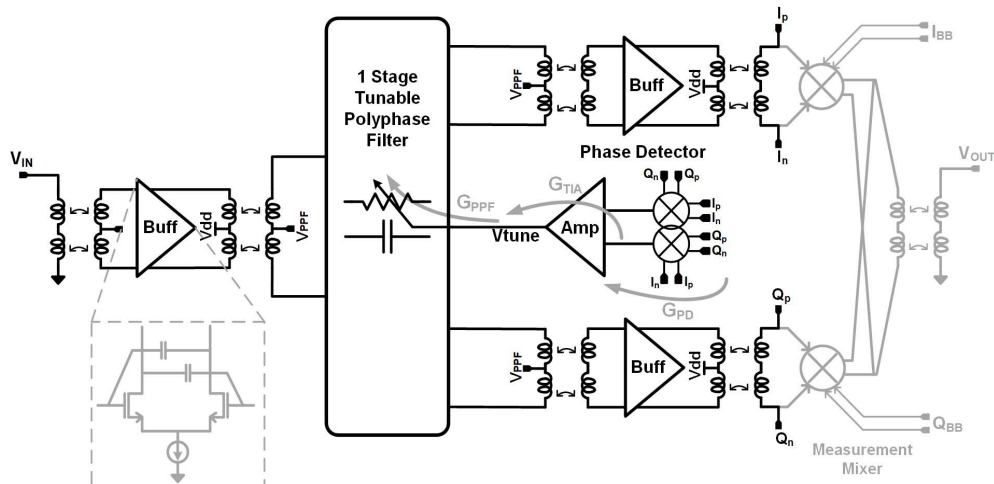 V_IN
Buff
Vdd
V_PPF
1 Stage
Tunable
Polyphase
Filter
V_PPF
Buff
Vdd
I_p
I_n
I_BB
Phase Detector
G_PPF
G_TIA
Vtune
Amp
Q_n Q_p
I_p
I_n
Q_p
Q_n
I_n I_p
G_PD
V_OUT
V_PPF
Buff
Vdd
Q_p
Q_n
Q_BB
Measurement
Mixer